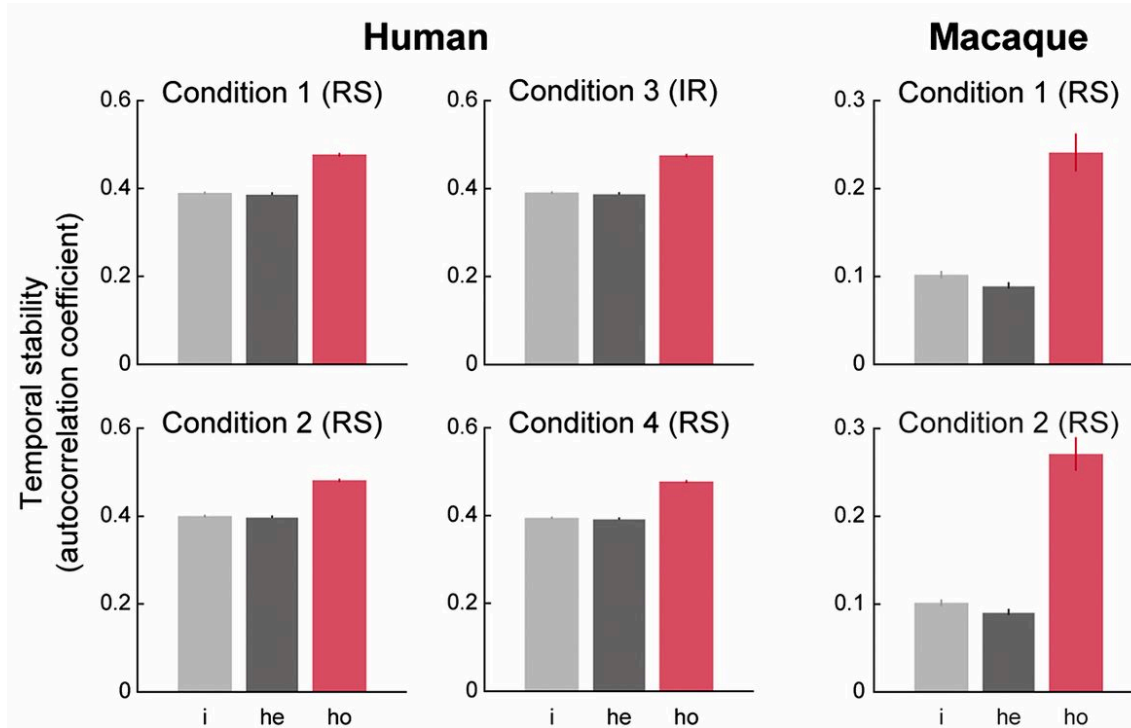 Human
Macaque
Temporal stability
(autocorrelation coefficient)
Condition 1 (RS)
0.6
0.4
0.2
0
Condition 3 (IR)
0.6
0.4
0.2
0
Condition 1 (RS)
0.3
0.2
0.1
0
Condition 2 (RS)
0.6
0.4
0.2
0
i he ho
Condition 4 (RS)
0.6
0.4
0.2
0
i he ho
Condition 2 (RS)
0.3
0.2
0.1
0
i he ho